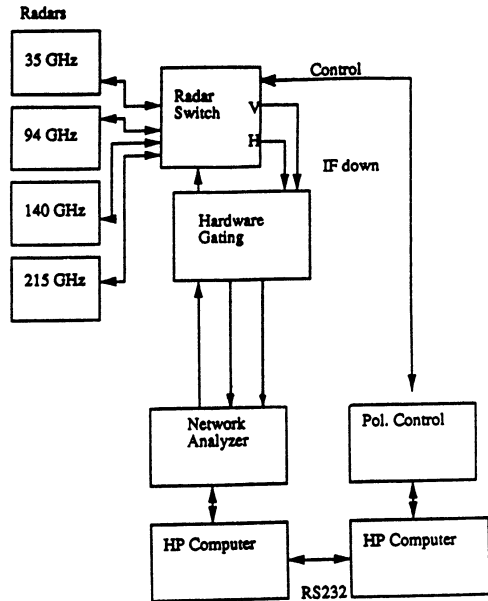 Radars
35 GHz
94 GHz
140 GHz
215 GHz
Radar
Switch
V
H
Control
IF down
Hardware
Gating
Network
Analyzer
Pol. Control
HP Computer
HP Computer
RS232